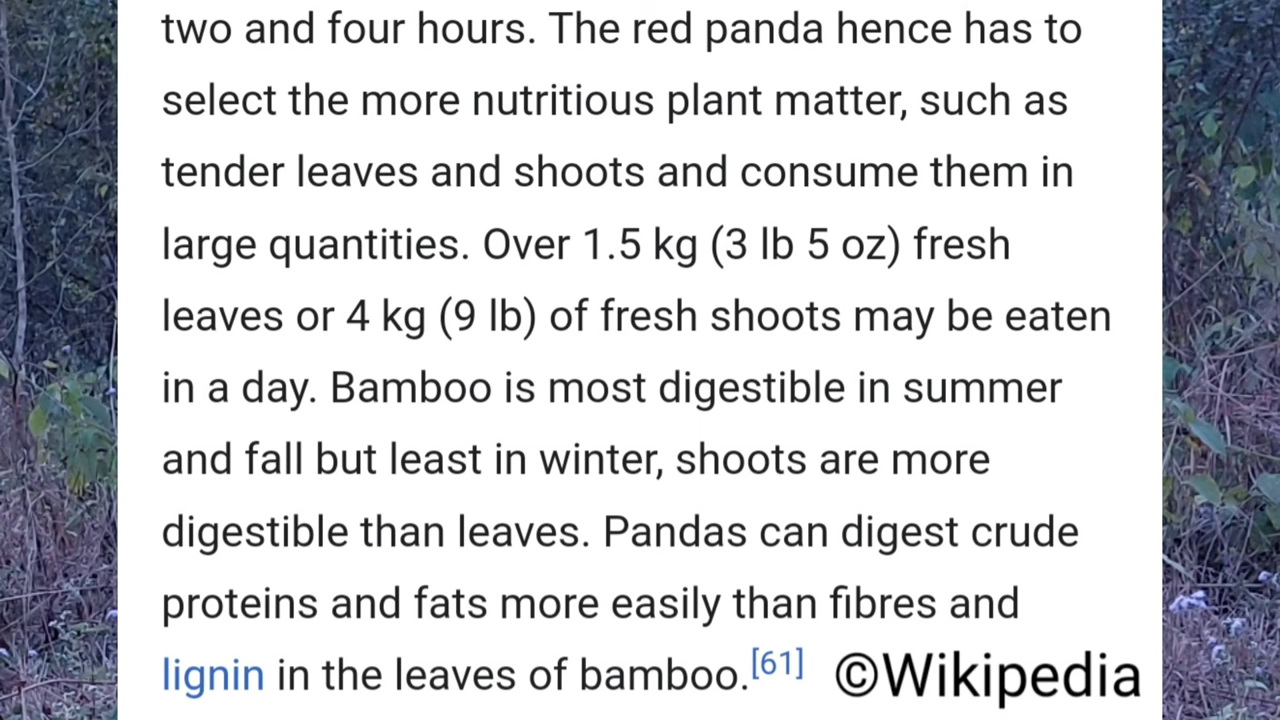 two and four hours. The red panda hence has to
select the more nutritious plant matter, such as
tender leaves and shoots and consume them in
large quantities. Over 1.5 kg (3 lb 5 oz) fresh
leaves or 4 kg (9 lb) of fresh shoots may be eaten
in a day. Bamboo is most digestible in summer
and fall but least in winter, shoots are more
digestible than leaves. Pandas can digest crude
proteins and fats more easily than fibres and
lignin in the leaves of bamboo.[61] ©Wikipedia